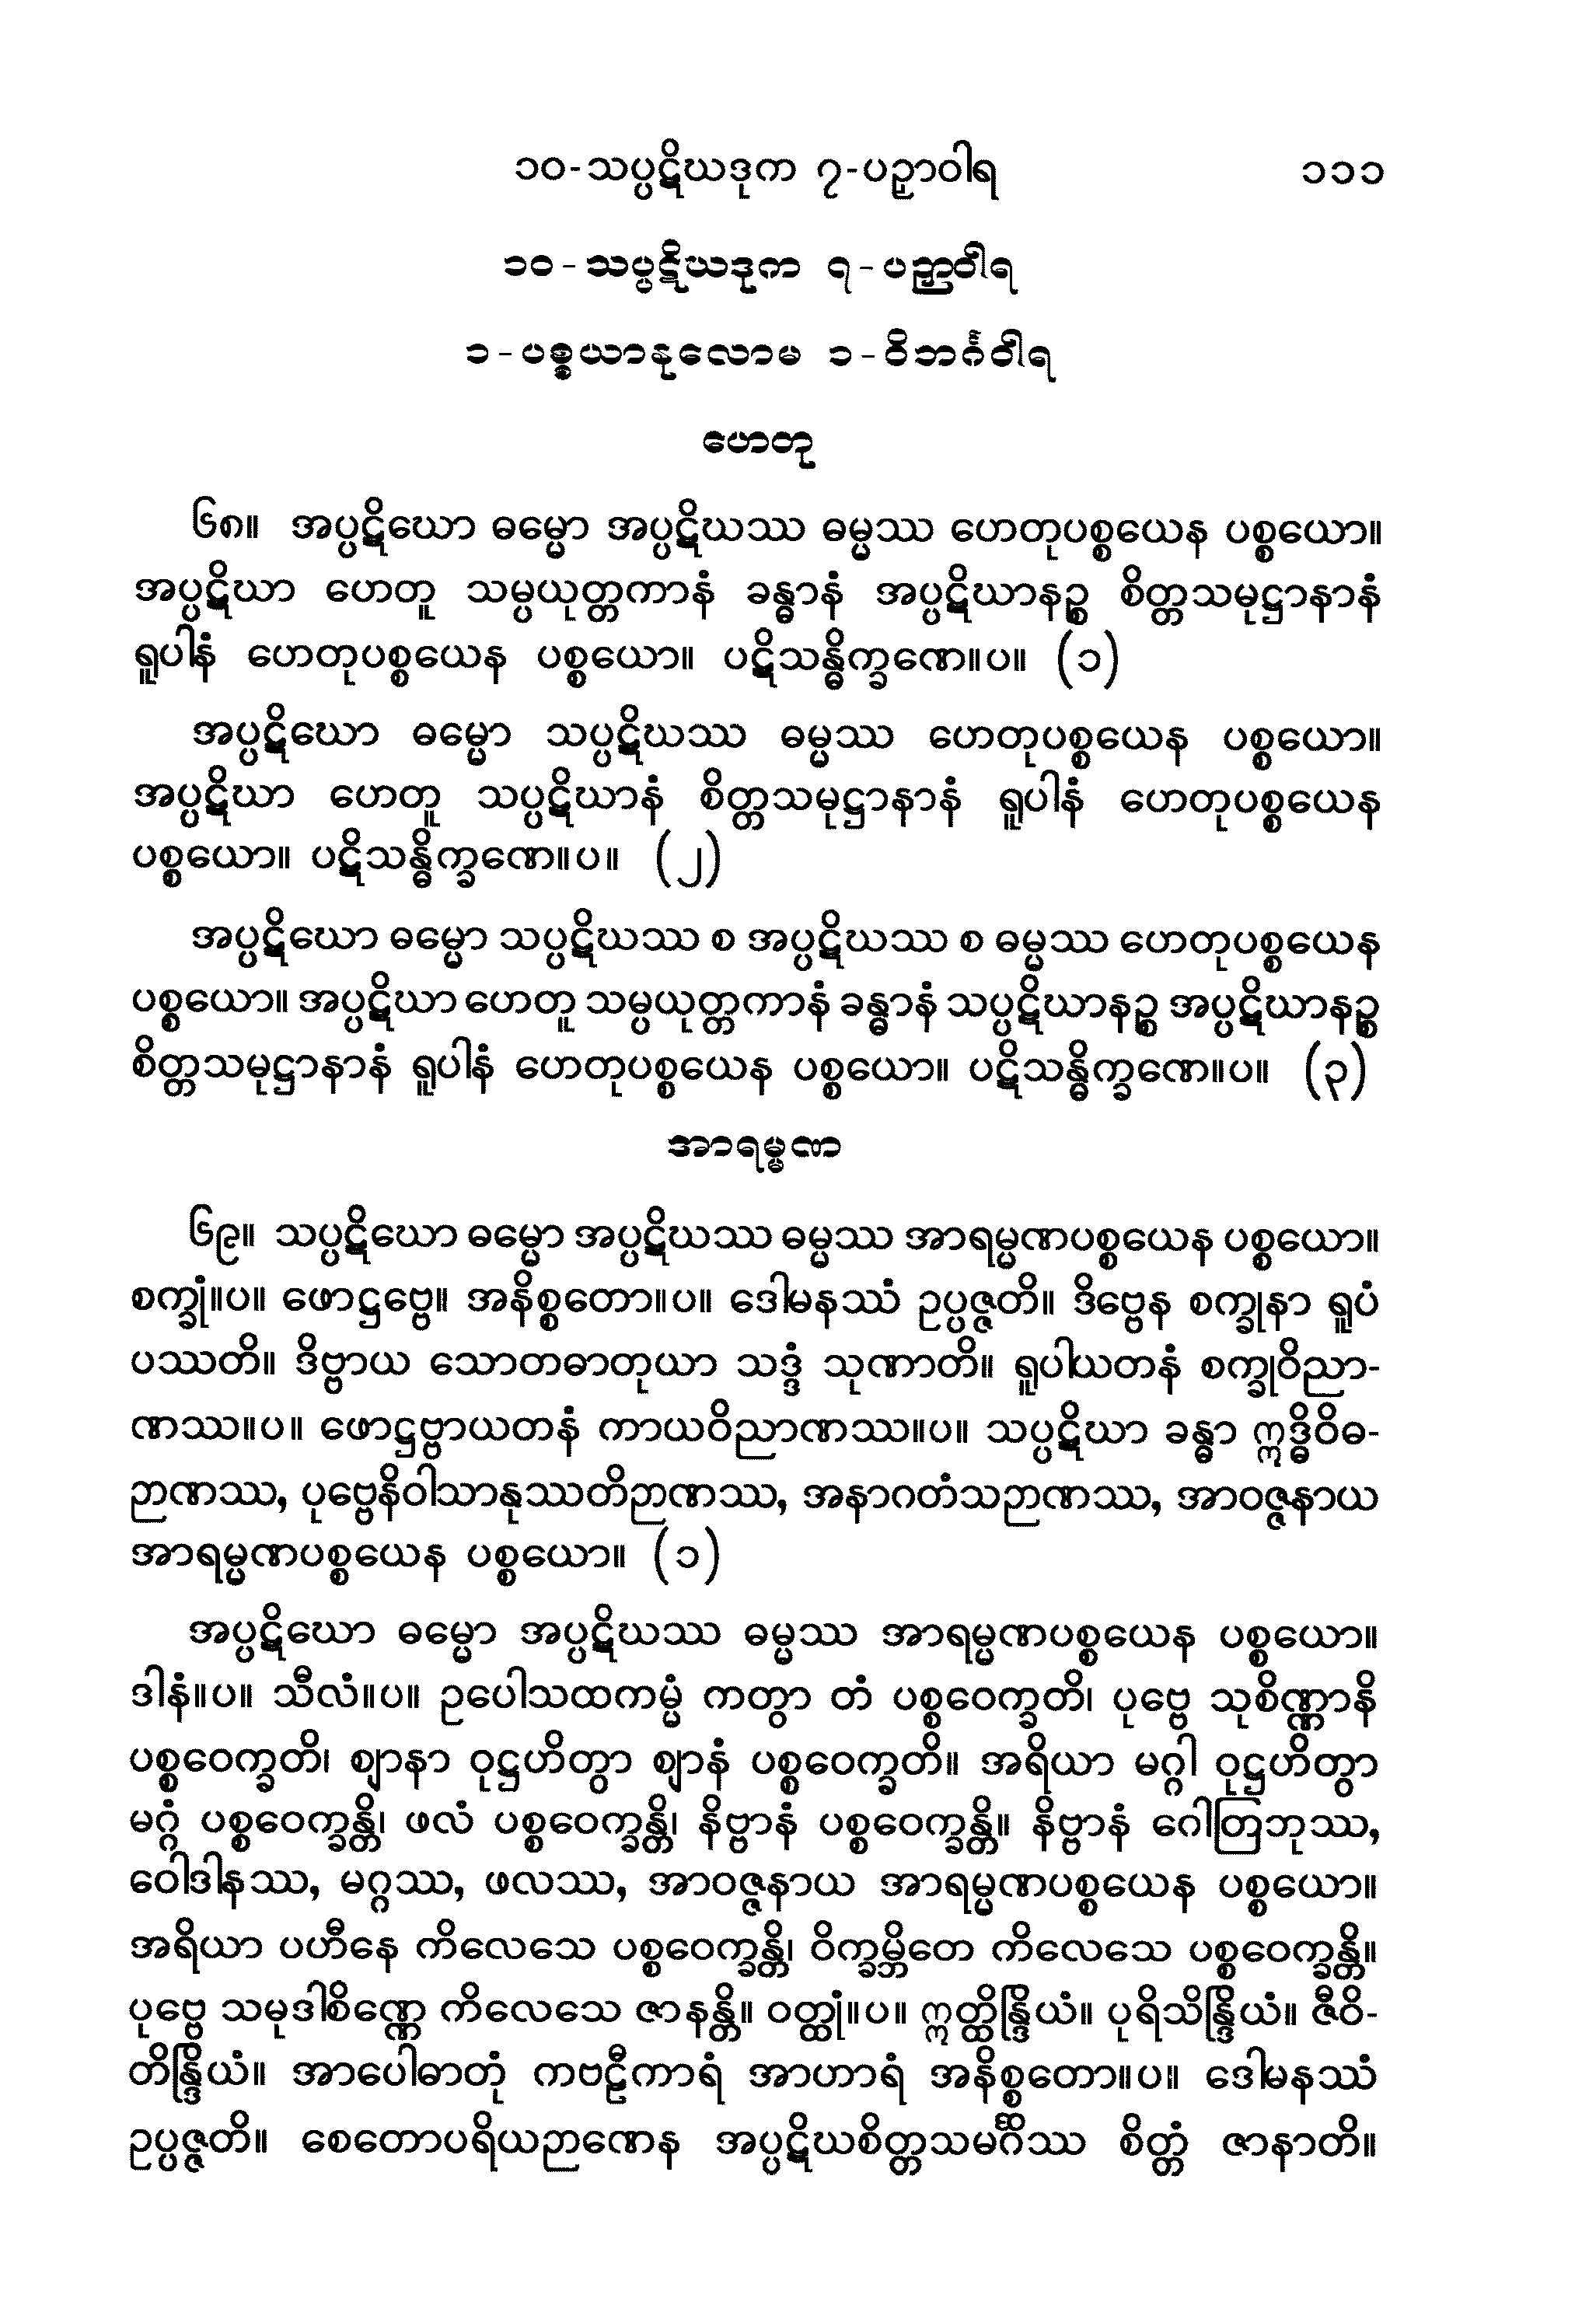 ၁၀-သပ္ပဋိဃဒုက ၇-ပဉှာဝါရ ၁၁၁
၁၀-သပ္ပဋိဃဒုက ၇-ပဉှာဝါရ
၁-ပစ္စယာနုလောမ ၁-ဝိဘင်္ဂဝါရ
ဟေတု
၆၈။ အပ္ပဋိဃော ဓမ္မော အပ္ပဋိဃဿ ဓမ္မဿ ဟေတုပစ္စယေန ပစ္စယော။
အပ္ပဋိဃာ ဟေတူ သမ္ပယုတ္တကာနံ ခန္ဓာနံ အပ္ပဋိဃာနဉ္စ စိတ္တသမုဋ္ဌာနာနံ
ရူပါနံ ဟေတုပစ္စယေန ပစ္စယော။ ပဋိသန္ဓိက္ခဏေ။ပ။ (၁)
အပ္ပဋိဃော ဓမ္မော သပ္ပဋိဃဿ ဓမ္မဿ ဟေတုပစ္စယေန ပစ္စယော။
အပ္ပဋိဃာ ဟေတူ သပ္ပဋိဃာနံ စိတ္တသမုဋ္ဌာနာနံ ရူပါနံ ဟေတုပစ္စယေန
ပစ္စယော။ ပဋိသန္ဓိက္ခဏေ။ပ။ (၂)
အပ္ပဋိဃော ဓမ္မော သပ္ပဋိဃဿ စ အပ္ပဋိဃဿ စ ဓမ္မဿ ဟေတုပစ္စယေန
ပစ္စယော။ အပ္ပဋိဃာ ဟေတူ သမ္ပယုတ္တကာနံ ခန္ဓာနံ သပ္ပဋိဃာနဉ္စ အပ္ပဋိဃာနဉ္စ
စိတ္တသမုဋ္ဌာနာနံ ရူပါနံ ဟေတုပစ္စယေန ပစ္စယော။ ပဋိသန္ဓိက္ခဏေ။ပ။ (၃)
အာရမ္မဏ
၆၉။ သပ္ပဋိဃော ဓမ္မော အပ္ပဋိဃဿ ဓမ္မဿ အာရမ္မဏပစ္စယေန ပစ္စယော။
စက္ခုံ။ပ။ ဖောဋ္ဌဗ္ဗေ။ အနိစ္စတော။ပ။ ဒေါမနဿံ ဥပ္ပဇ္ဇတိ။ ဒိဗ္ဗေန စက္ခုနာ ရူပံ
ပဿတိ။ ဒိဗ္ဗာယ သောတဓာတုယာ သဒ္ဒံ သုဏာတိ။ ရူပါယတနံ စက္ခုဝိညာ-
ဏဿ။ပ။ ဖောဋ္ဌဗ္ဗာယတနံ ကာယဝိညာဏဿ။ပ။ သပ္ပဋိဃာ ခန္ဓာ ဣဒ္ဓိဝိဓ-
ဉာဏဿ, ပုဗ္ဗေနိဝါသာနုဿတိဉာဏဿ, အနာဂတံသဉာဏဿ, အာဝဇ္ဇနာယ
အာရမ္မဏပစ္စယေန ပစ္စယော။ (၁)
အပ္ပဋိဃော ဓမ္မော အပ္ပဋိဃဿ ဓမ္မဿ အာရမ္မဏပစ္စယေန ပစ္စယော။
ဒါနံ။ပ။ သီလံ။ပ။ ဥပေါသထကမ္မံ ကတွာ တံ ပစ္စဝေက္ခတိ၊ ပုဗ္ဗေ သုစိဏ္ဏာနိ
ပစ္စဝေက္ခတိ၊ ဈာနာ ဝုဋ္ဌဟိတွာ ဈာနံ ပစ္စဝေက္ခတိ။ အရိယာ မဂ္ဂါ ဝုဋ္ဌဟိတွာ
မဂ္ဂံ ပစ္စဝေက္ခန္တိ၊ ဖလံ ပစ္စဝေက္ခန္တိ၊ နိဗ္ဗာနံ ပစ္စဝေက္ခန္တိ။ နိဗ္ဗာနံ ဂေါတြဘုဿ,
ဝေါဒါနဿ, မဂ္ဂဿ, ဖလဿ, အာဝဇ္ဇနာယ အာရမ္မဏပစ္စယေန ပစ္စယော။
အရိယာ ပဟီနေ ကိလေသေ ပစ္စဝေက္ခန္တိ၊ ဝိက္ခမ္ဘိတေ ကိလေသေ ပစ္စဝေက္ခန္တိ။
ပုဗ္ဗေ သမုဒါစိဏ္ဏေ ကိလေသေ ဇာနန္တိ။ ဝတ္ထုံ။ပ။ ဣတ္ထိန္ဒြိယံ။ ပုရိသိန္ဒြိယံ။ ဇီဝိ-
တိန္ဒြိယံ။ အာပေါဓာတုံ ကဗဠီကာရံ အာဟာရံ အနိစ္စတော။ပ။ ဒေါမနဿံ
ဥပ္ပဇ္ဇတိ။ စေတောပရိယဉာဏေန အပ္ပဋိဃစိတ္တသမင်္ဂိဿ စိတ္တံ ဇာနာတိ။